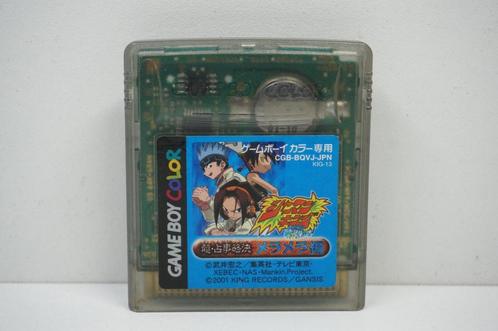 ゲームボーイ カラー専用
CGB-BQVJ-JPN
KIG-13
GAME BOY COLOR
超・占事略決
メラメラ編
©武井宏之/集英社・テレビ東京・
XEBEC・NAS・Mankin Project.
©2001 KING RECORDS/GANSIS.